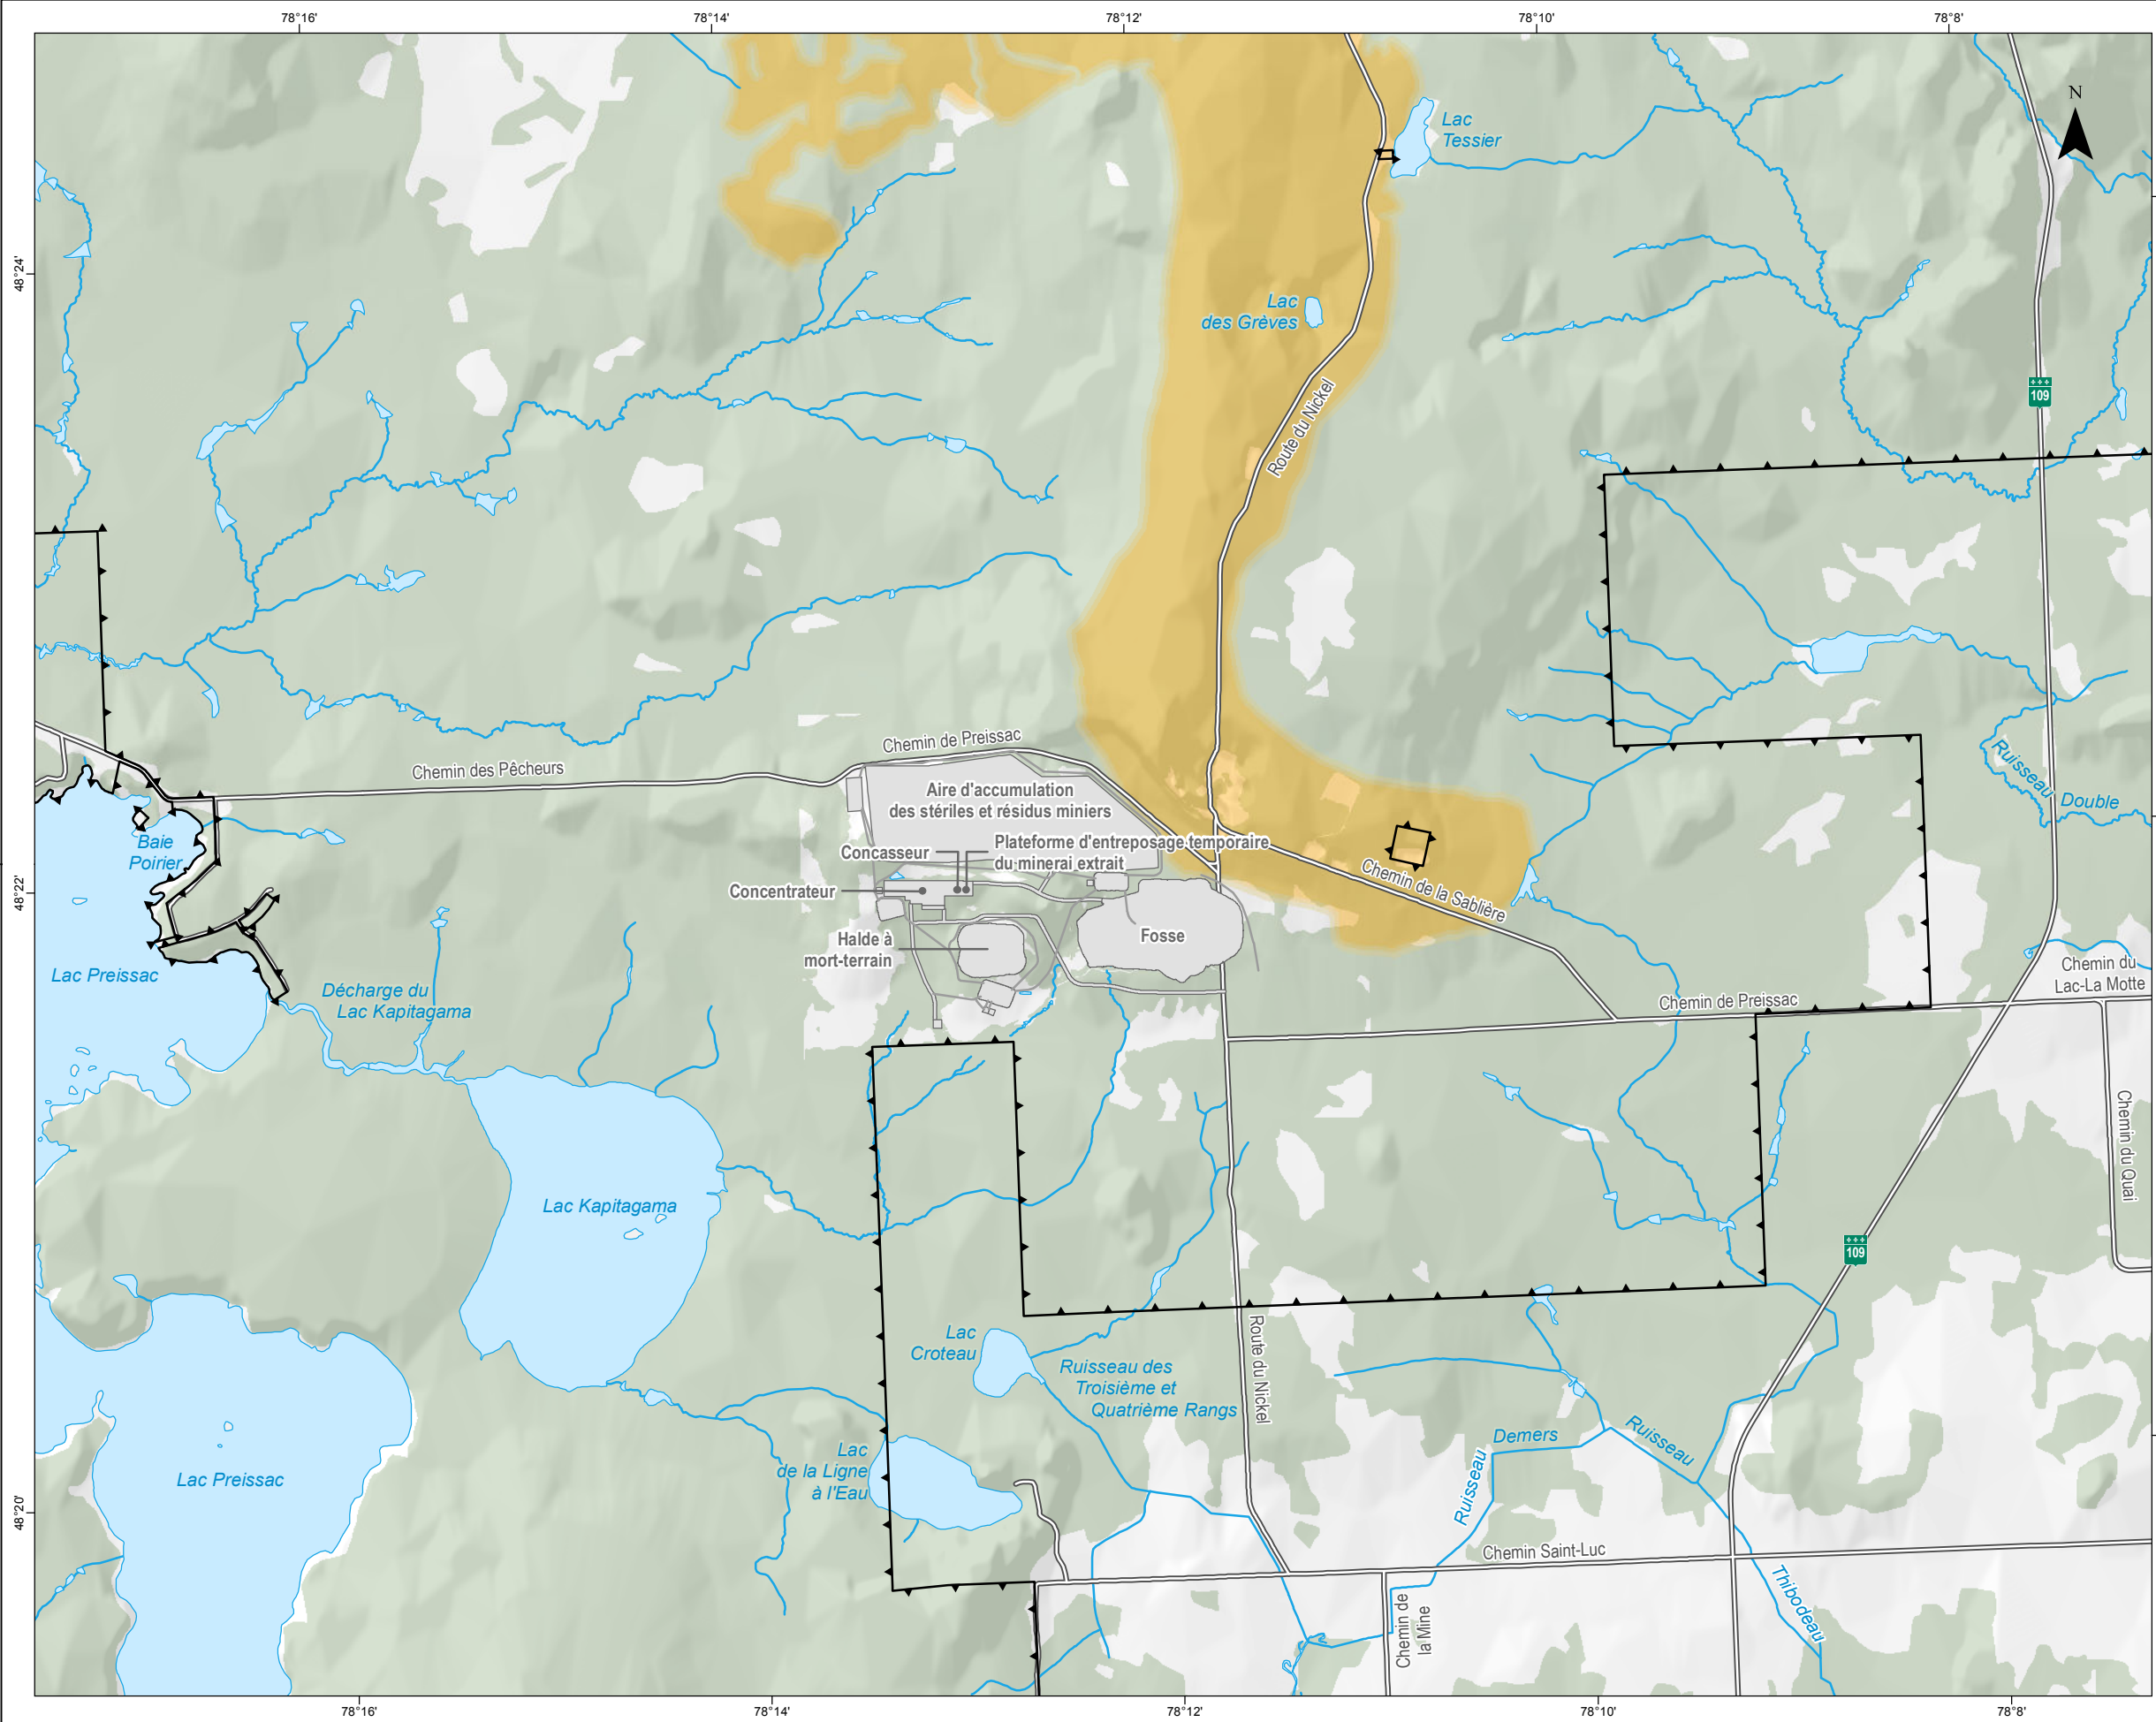 78°16'
78°14'
78°12'
78°10'
78°8'
N
Lac
Tessier
48°24'
Lac
des Grèves
109
Route du Nickel
Ruisseau
Double
Chemin de Preissac
Chemin des Pêcheurs
Aire d'accumulation
des stériles et résidus miniers
Plateforme d'entreposage temporaire
du minerai extrait
Concasseur
Concentrateur
Baie
Poirier
48°22'
Chemin de la Sablière
Fosse
Halde à
mort-terrain
Lac Preissac
Décharge du
Lac Kapitagama
Chemin du
Lac-La Motte
Chemin de Preissac
Chemin du Quai
Lac Kapitagama
109
Lac
Croteau
Route du Nickel
Ruisseau des
Troisième et
Quatrième Rangs
Lac
de la Ligne
à l'Eau
Lac Preissac
Demers
Ruisseau
Ruisseau
48°20'
Chemin Saint-Luc
Thibodeau
Chemin de
la Mine
78°16'
78°14'
78°12'
78°10'
78°8'